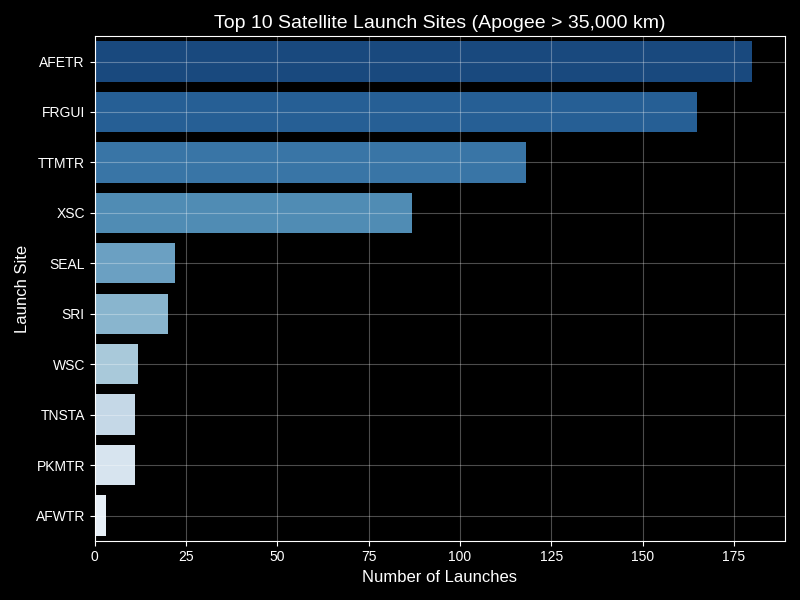 Top 10 Satellite Launch Sites (Apogee > 35,000 km)
Launch Site
AFETR
FRGUI
TTMTR
XSC
SEAL
SRI
WSC
TNSTA
PKMTR
AFWTR
0 25 50 75 100 125 150 175
Number of Launches